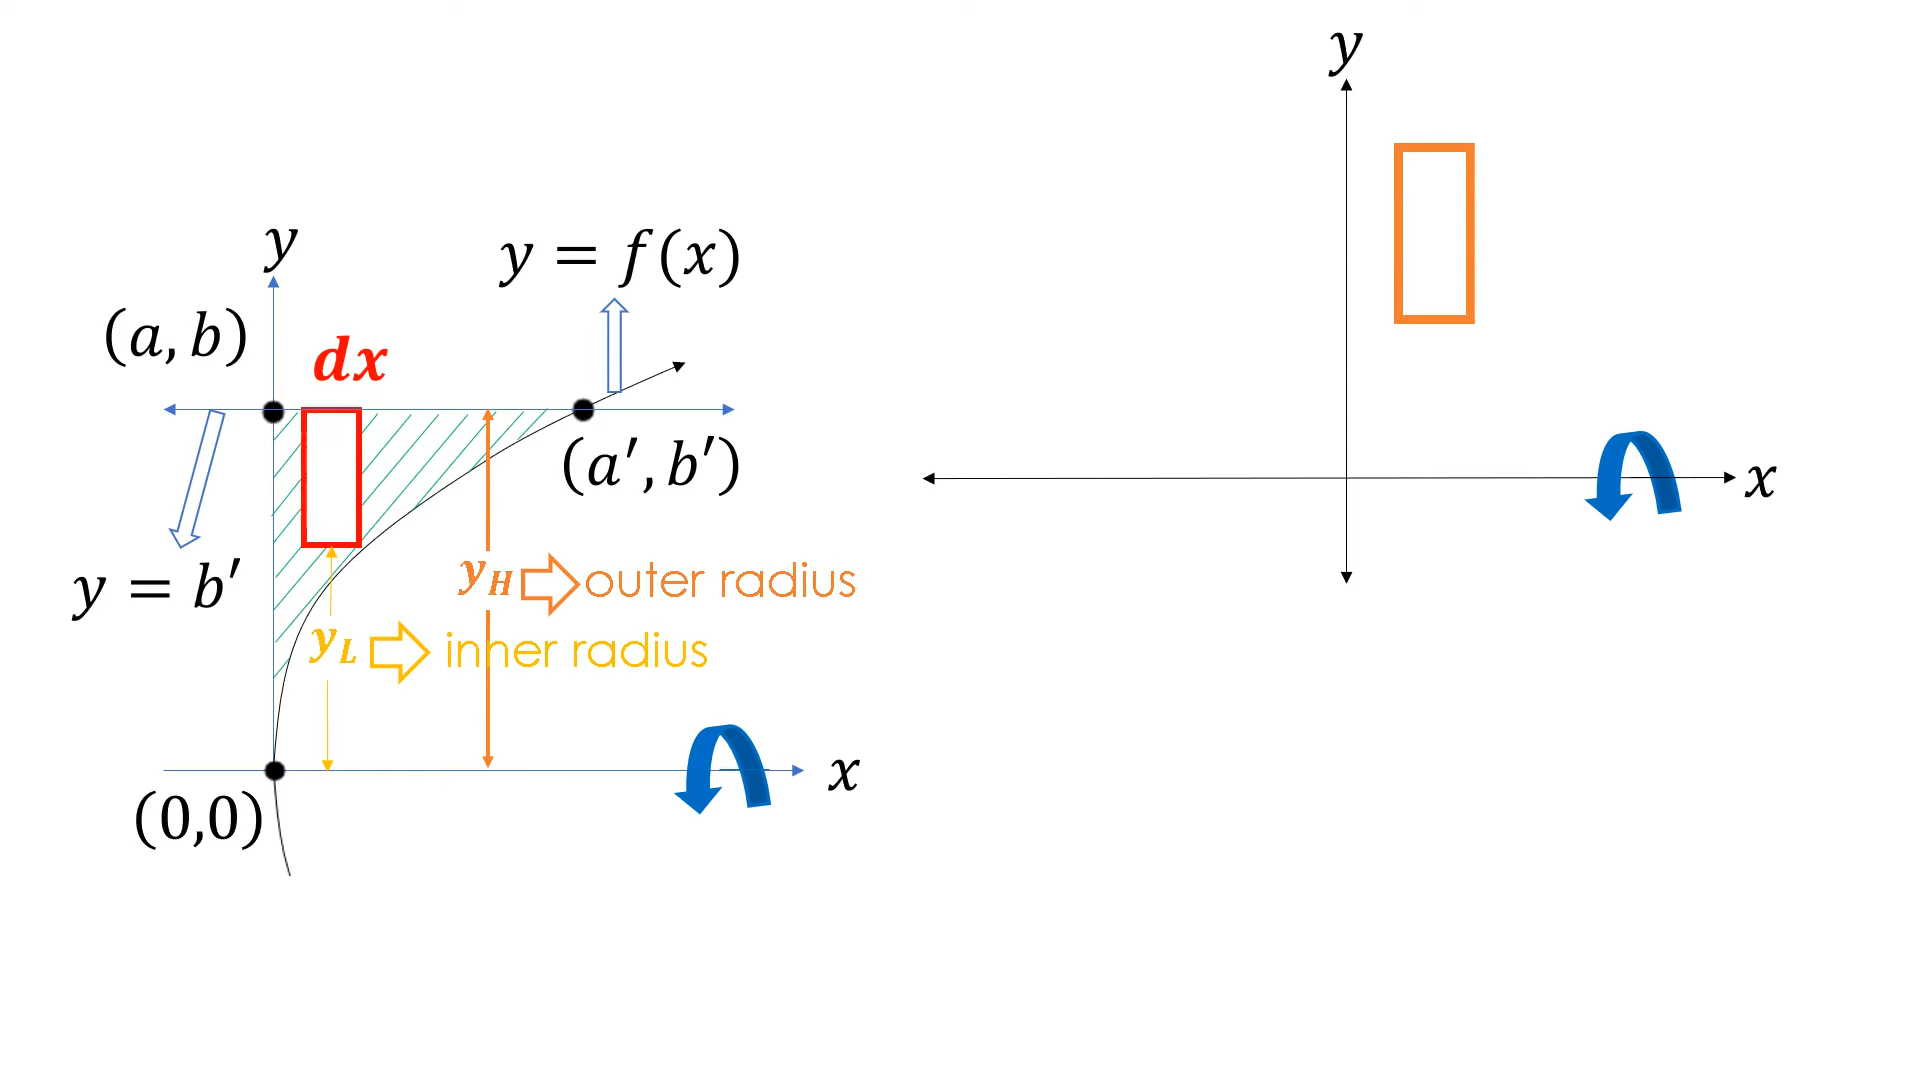 y
y
y = f(x)
(a, b)
dx
(a′, b′)
x
y = b′
y_H
outer radius
y_L
inner radius
x
(0,0)